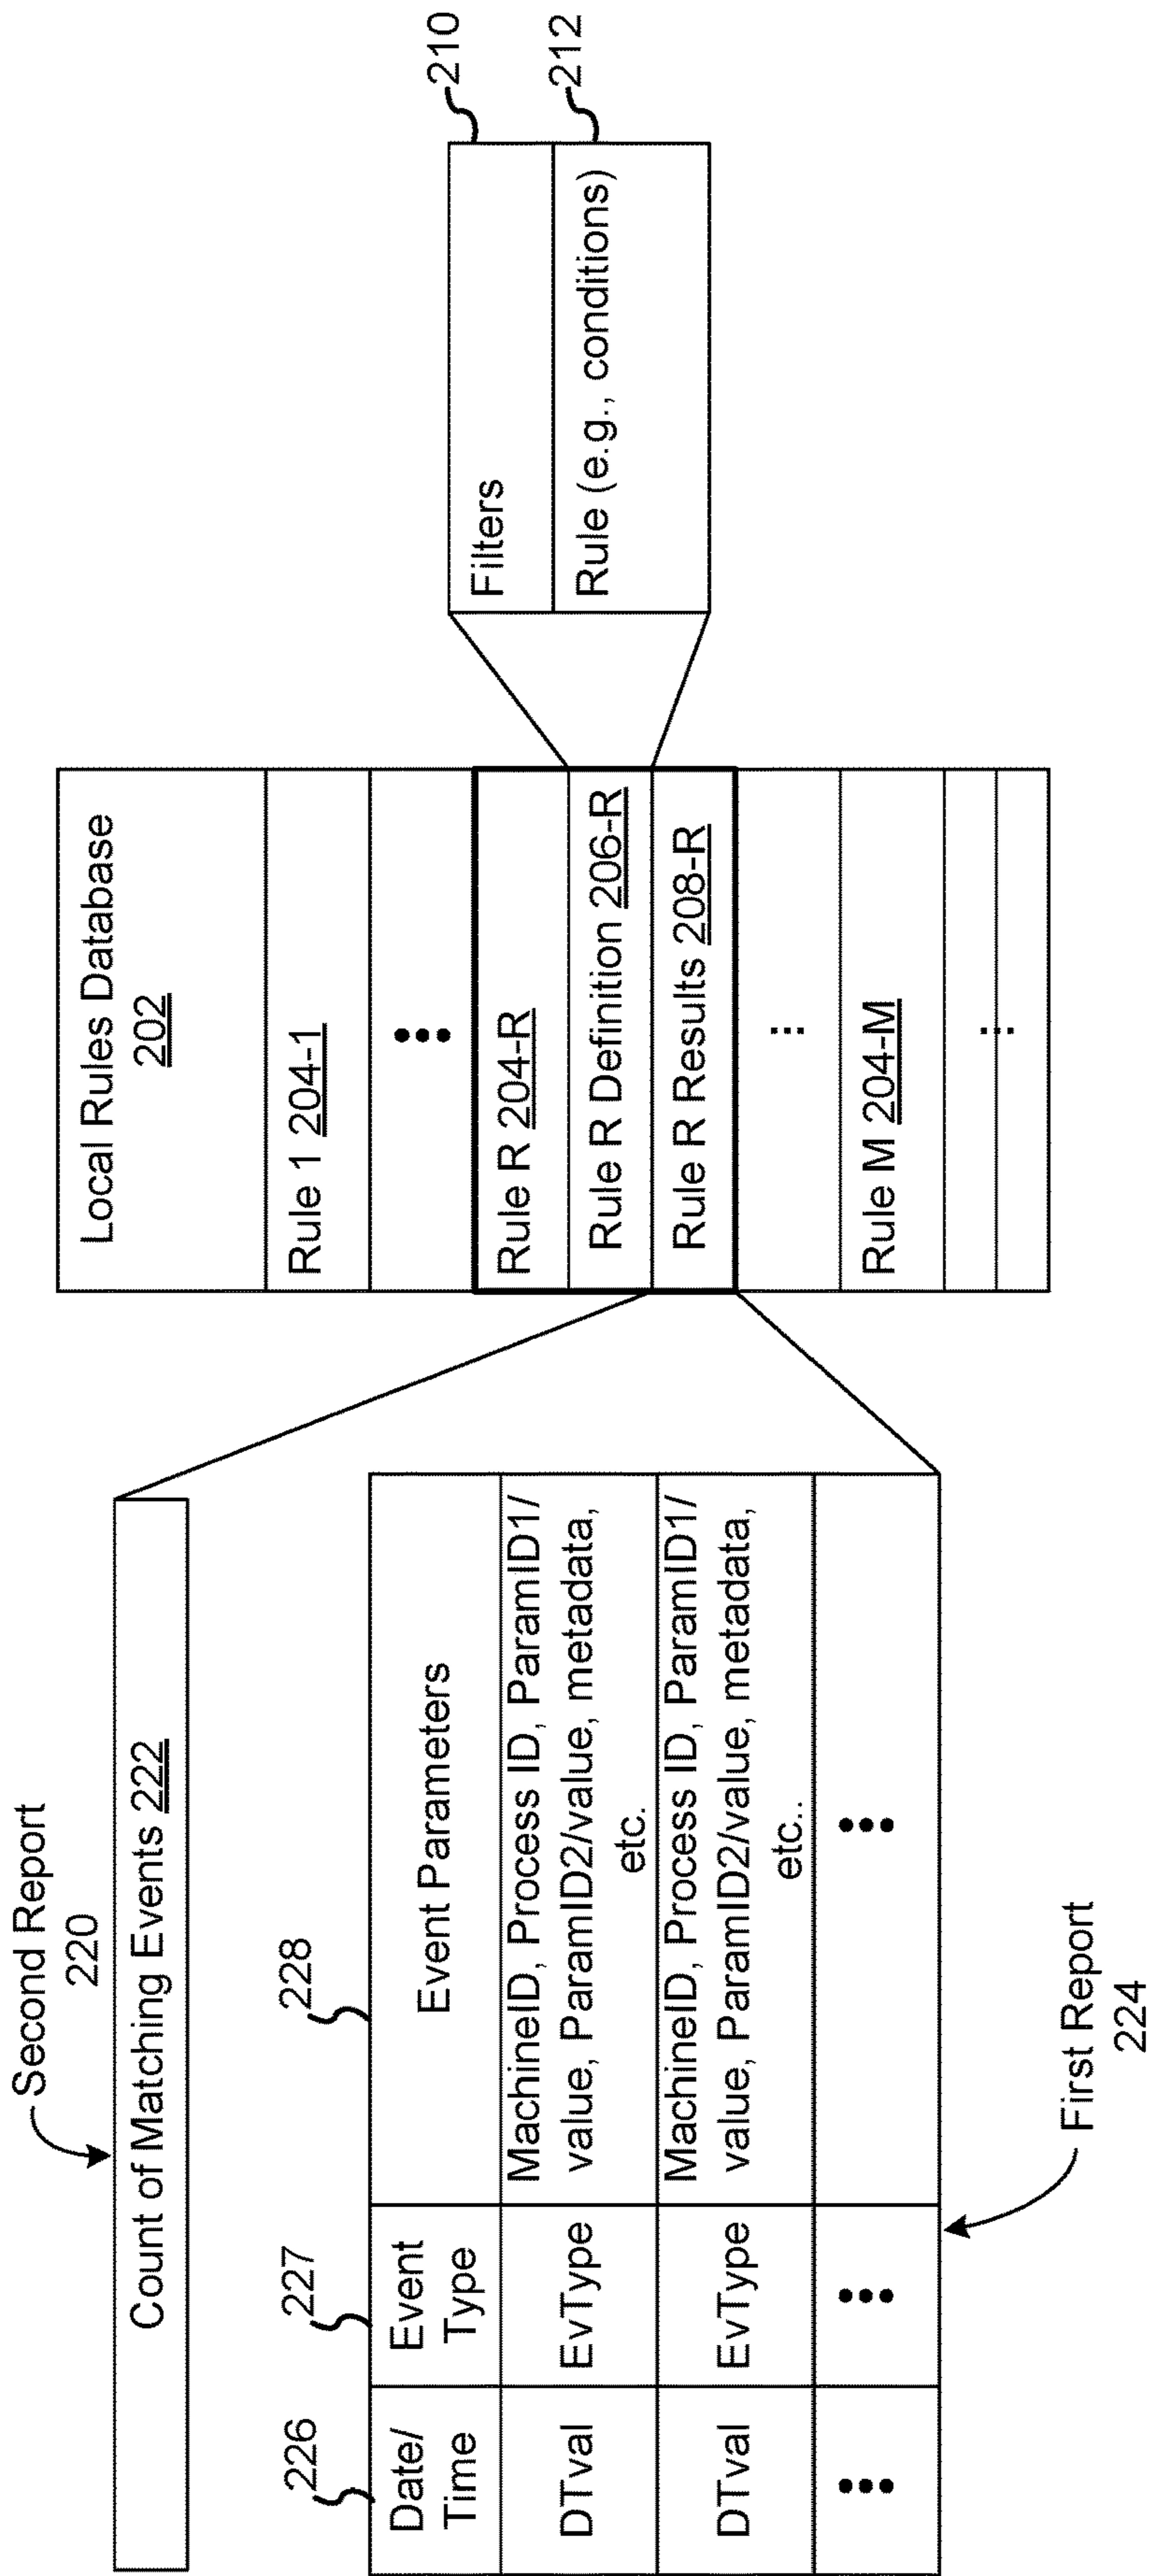 Second Report
220
Count of Matching Events 222
226
227
228
Date/
Time
Event
Type
Event Parameters
DTval
EvType
MachineID, Process ID, ParamID1/
value, ParamID2/value, metadata,
etc.
DTval
EvType
MachineID, Process ID, ParamID1/
value, ParamID2/value, metadata,
etc..
First Report
224
Local Rules Database
202
Rule 1 204-1
Rule R 204-R
Rule R Definition 206-R
Rule R Results 208-R
Rule M 204-M
Filters
210
Rule (e.g., conditions)
212